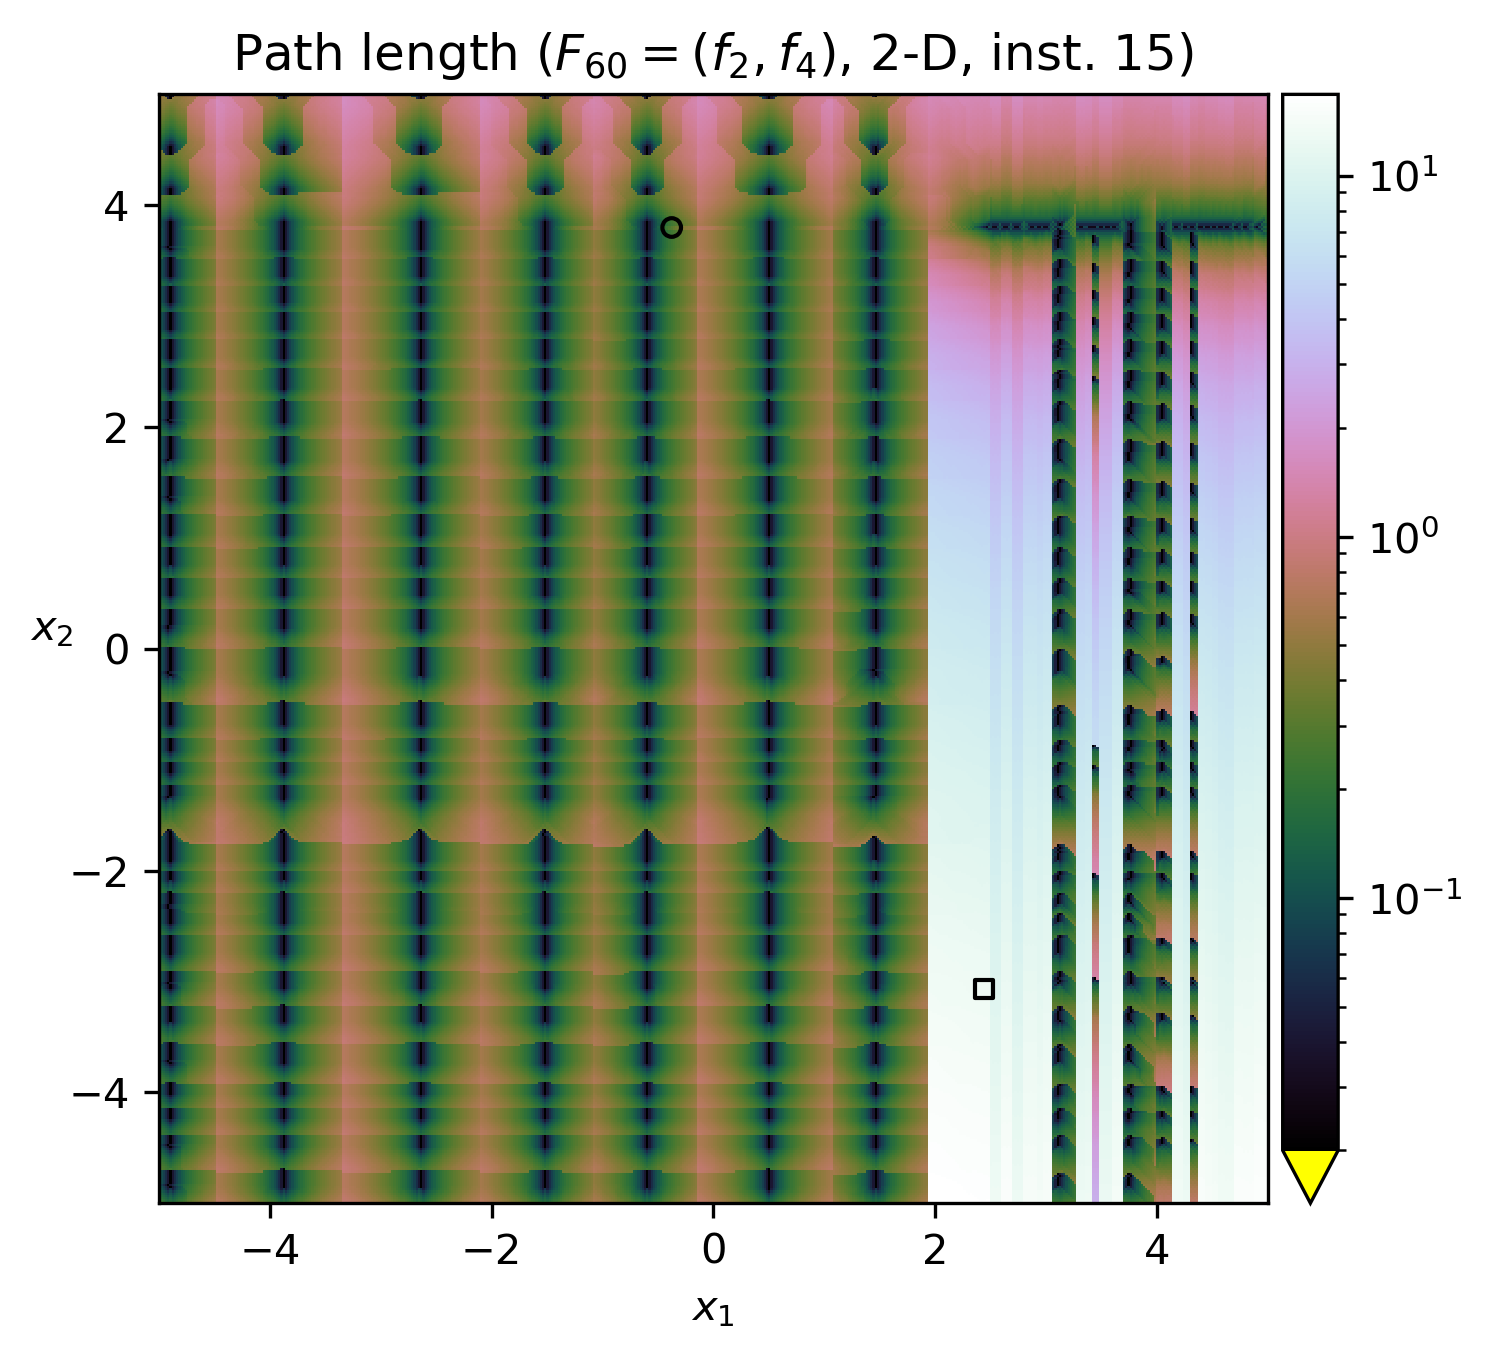 Path length (F₆₀ = (f₂, f₄), 2-D, inst. 15)
4
2
0
−2
−4
x₂
−4 −2 0 2 4
x₁
10¹
10⁰
10⁻¹